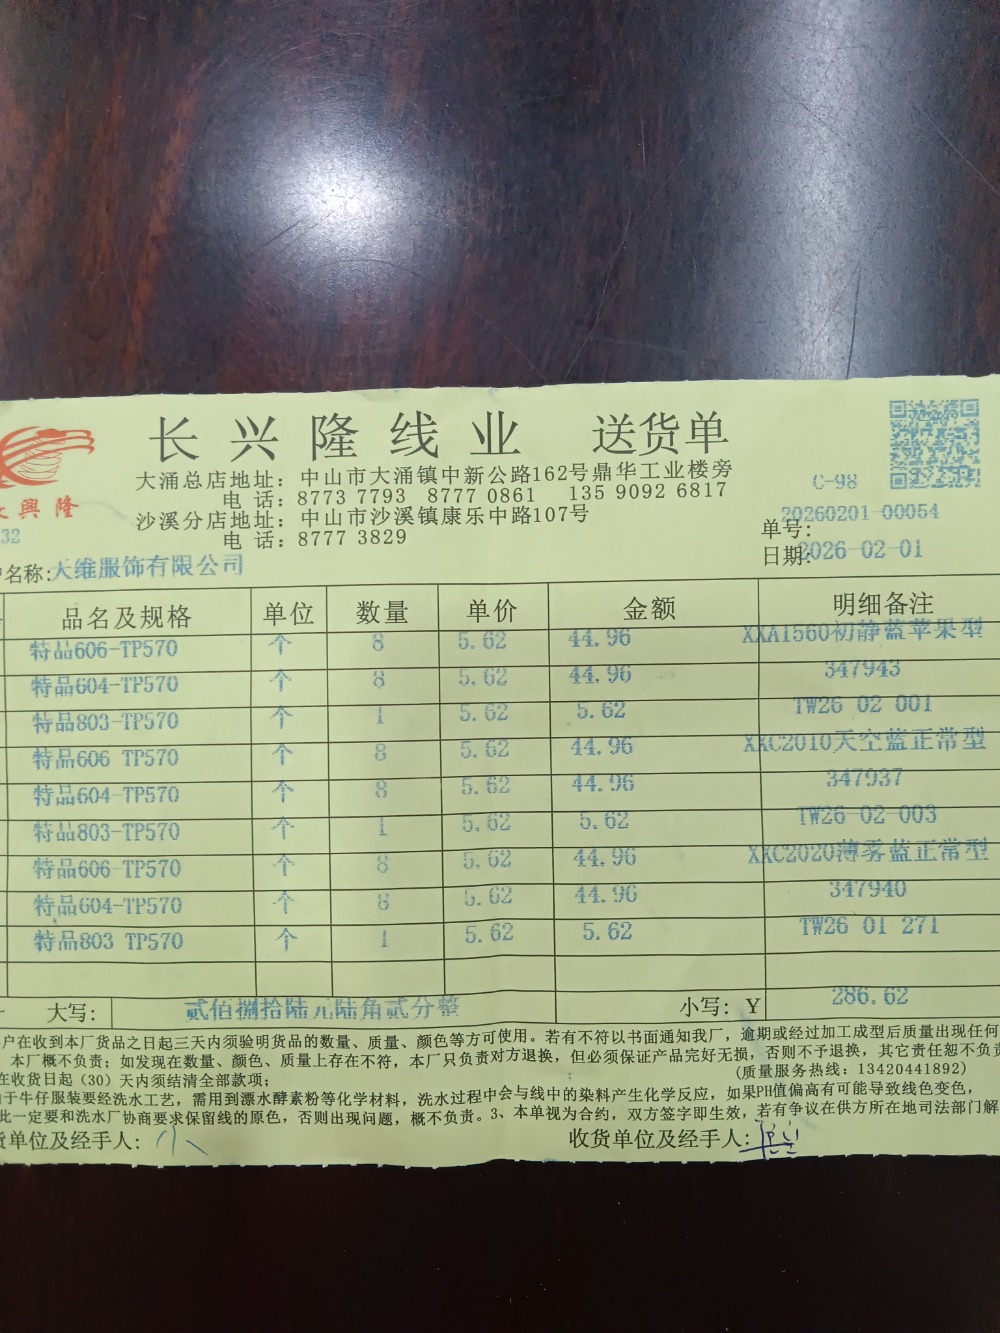 长兴隆线业 送货单
大涌总店地址：中山市大涌镇中新公路162号鼎华工业楼旁
电话：8773 7793 8777 0861 135 9092 6817
沙溪分店地址：中山市沙溪镇康乐中路107号
电话：8777 3829
興隆
32
C-98
单号：20260201-00054
日期：2026-02-01
名称：大维服饰有限公司
品名及规格 单位 数量 单价 金额 明细备注
特品606-TP570 个 8 5.62 44.96 XXA1560初静蓝苹果型
特品604-TP570 个 8 5.62 44.96 347943
特品803-TP570 个 1 5.62 5.62 TW26 02 001
特品606 TP570 个 8 5.62 44.96 XXC2010天空蓝正常型
特品604-TP570 个 8 5.62 44.96 347937
特品803-TP570 个 1 5.62 5.62 TW26-02-003
特品606-TP570 个 8 5.62 44.96 XXC2020薄雾蓝正常型
特品604-TP570 个 8 5.62 44.96 347940
特品803 TP570 个 1 5.62 5.62 TW26 01 271
大写：贰佰捌拾陆元陆角贰分整 小写：Y 286.62
户在收到本厂货品之日起三天内须验明货品的数量、质量、颜色等方可使用。若有不符以书面通知我厂，逾期或经过加工成型后质量出现任何
本厂概不负责；如发现在数量、颜色、质量上存在不符，本厂只负责对方退换，但必须保证产品完好无损，否则不予退换，其它责任恕不负责
在收货日起（30）天内须结清全部款项；
(质量服务热线：13420441892)
于牛仔服装要经洗水工艺，需用到漂水酵素粉等化学材料，洗水过程中会与线中的染料产生化学反应，如果PH值偏高有可能导致线色变色，
此一定要和洗水厂协商要求保留线的原色，否则出现问题，概不负责。3、本单视为合约，双方签字即生效，若有争议在供方所在地司法部门解
货单位及经手人：
收货单位及经手人：